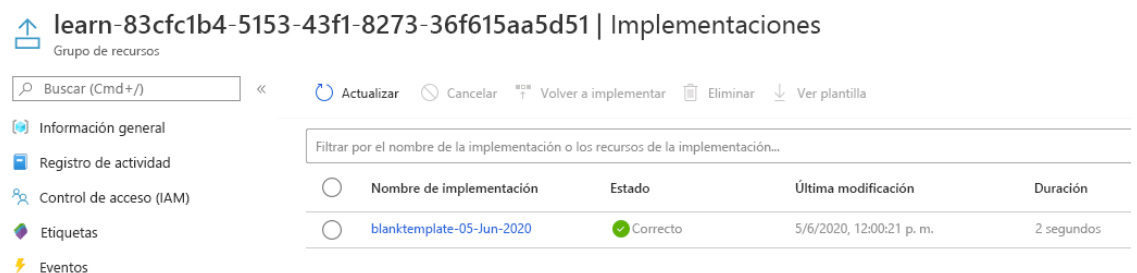 learn-83cfc1b4-5153-43f1-8273-36f615aa5d51 | Implementaciones
Grupo de recursos
Buscar (Cmd+/)
«
Actualizar Cancelar Volver a implementar Eliminar Ver plantilla
Información general
Registro de actividad
Control de acceso (IAM)
Etiquetas
Eventos
Filtrar por el nombre de la implementación o los recursos de la implementación...
Nombre de implementación Estado Última modificación Duración
blanktemplate-05-Jun-2020 Correcto 5/6/2020, 12:00:21 p. m. 2 segundos